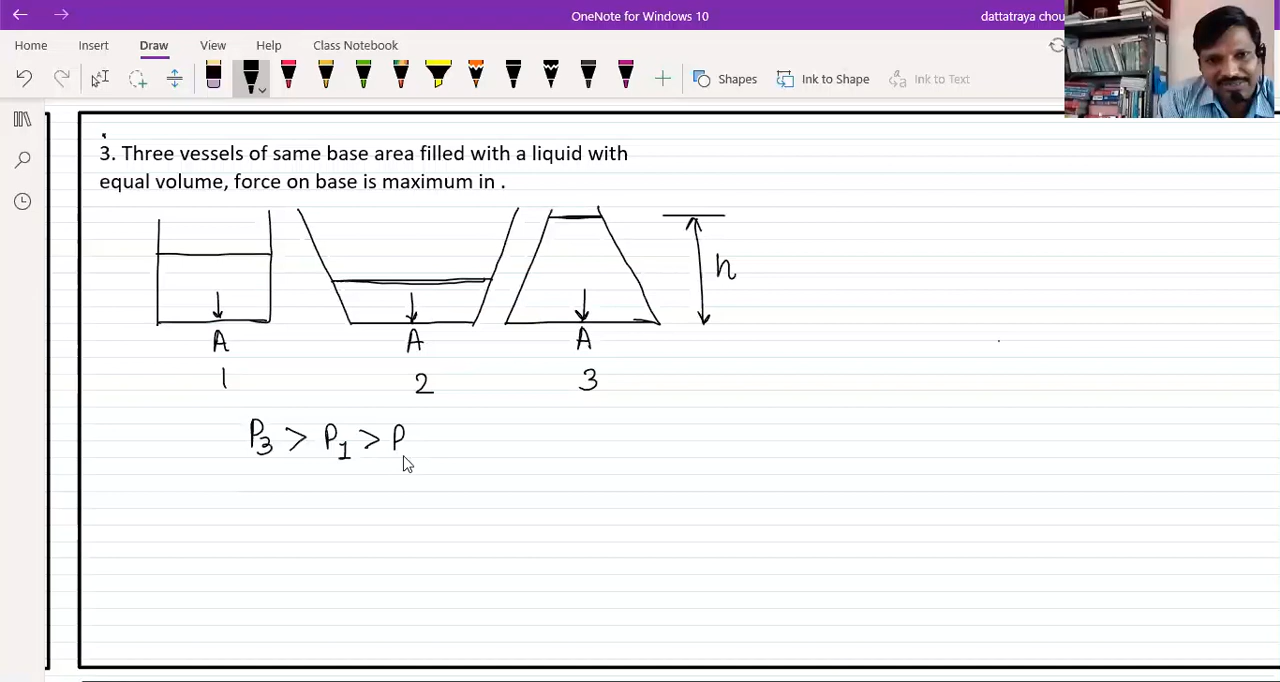 OneNote for Windows 10
dattatraya chou
Home Insert Draw View Help Class Notebook
Shapes Ink to Shape Ink to Text
3. Three vessels of same base area filled with a liquid with
equal volume, force on base is maximum in .
h
A A A
1 2 3
P3 > P1 > P